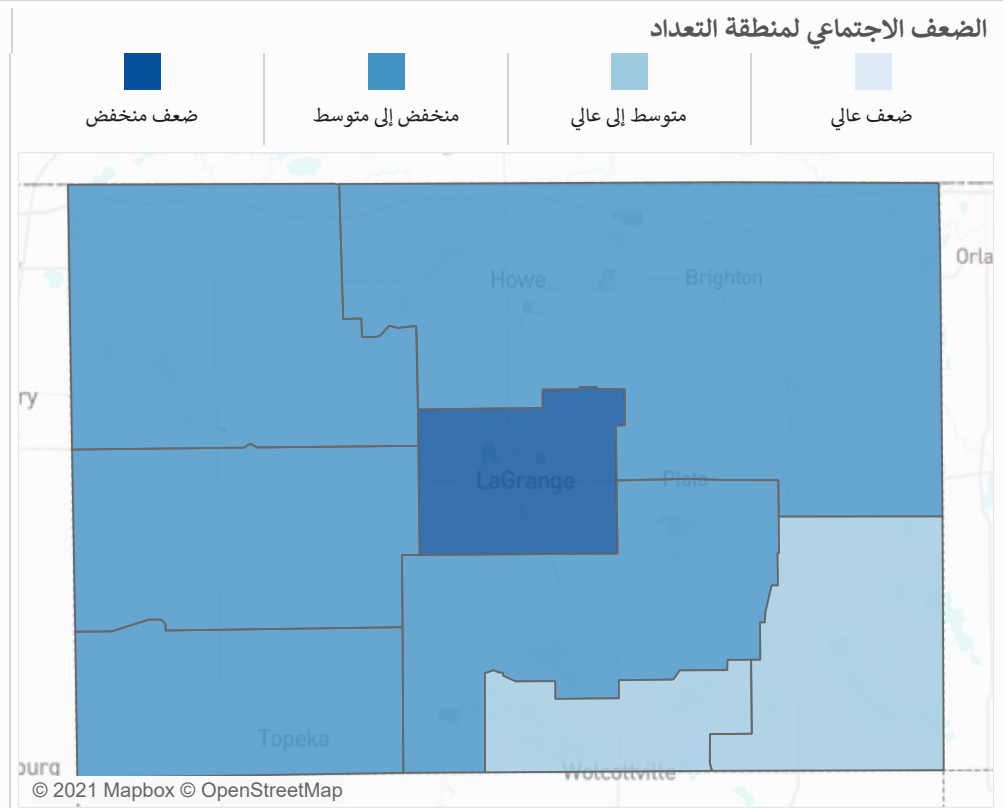 الضعف الاجتماعي لمنطقة التعداد
ضعف عالي
متوسط إلى عالي
منخفض إلى متوسط
ضعف منخفض
Howe
Brighton
Orla
ry
LaGrange
Plato
Topeka
Wolcottville
burg
© 2021 Mapbox © OpenStreetMap